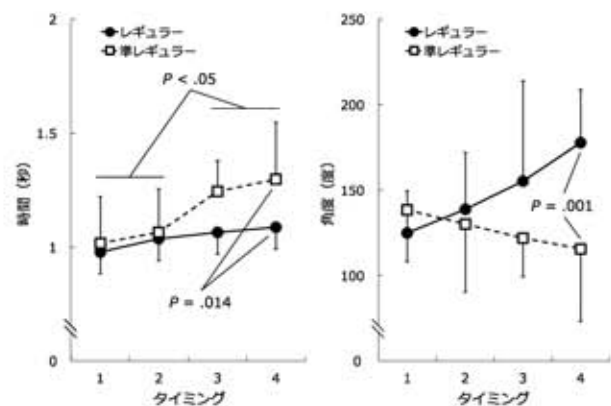 2
1.5
1
0.5
0
時間（秒）
レギュラー
準レギュラー
P < .05
P = .014
1 2 3 4
タイミング
250
200
150
100
50
0
角度（度）
レギュラー
準レギュラー
P = .001
1 2 3 4
タイミング